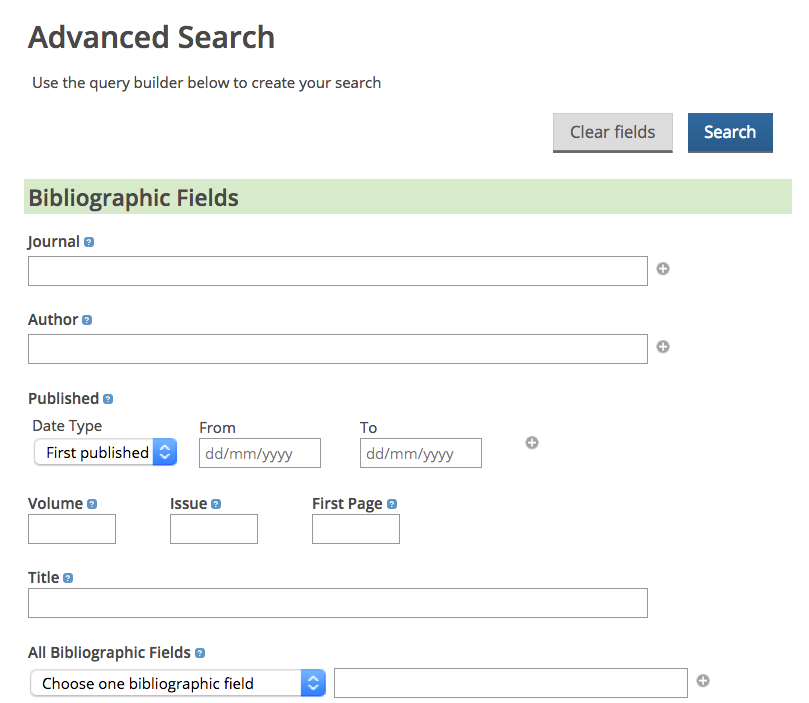 Advanced Search
Use the query builder below to create your search
Clear fields Search
Bibliographic Fields
Journal ?
Author ?
Published ?
Date Type From To
First published dd/mm/yyyy dd/mm/yyyy
Volume ? Issue ? First Page ?
Title ?
All Bibliographic Fields ?
Choose one bibliographic field